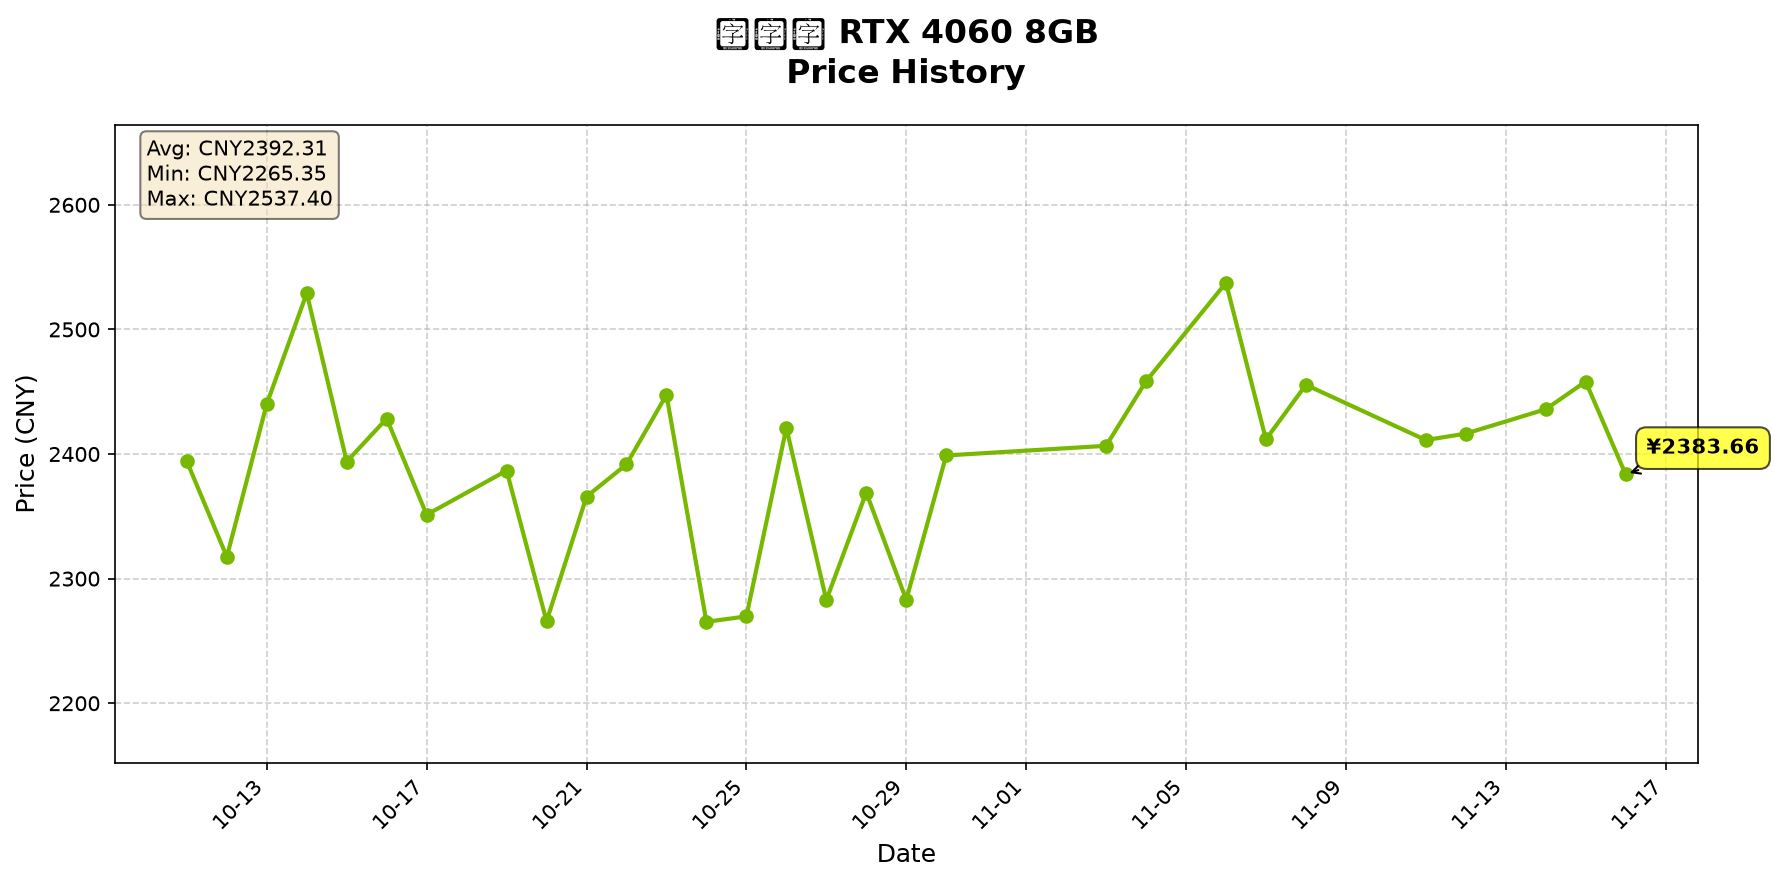 RTX 4060 8GB
Price History
Avg: CNY2392.31
Min: CNY2265.35
Max: CNY2537.40
Price (CNY)
2600
2500
2400
2300
2200
¥2383.66
10-13
10-17
10-21
10-25
10-29
11-01
11-05
11-09
11-13
11-17
Date